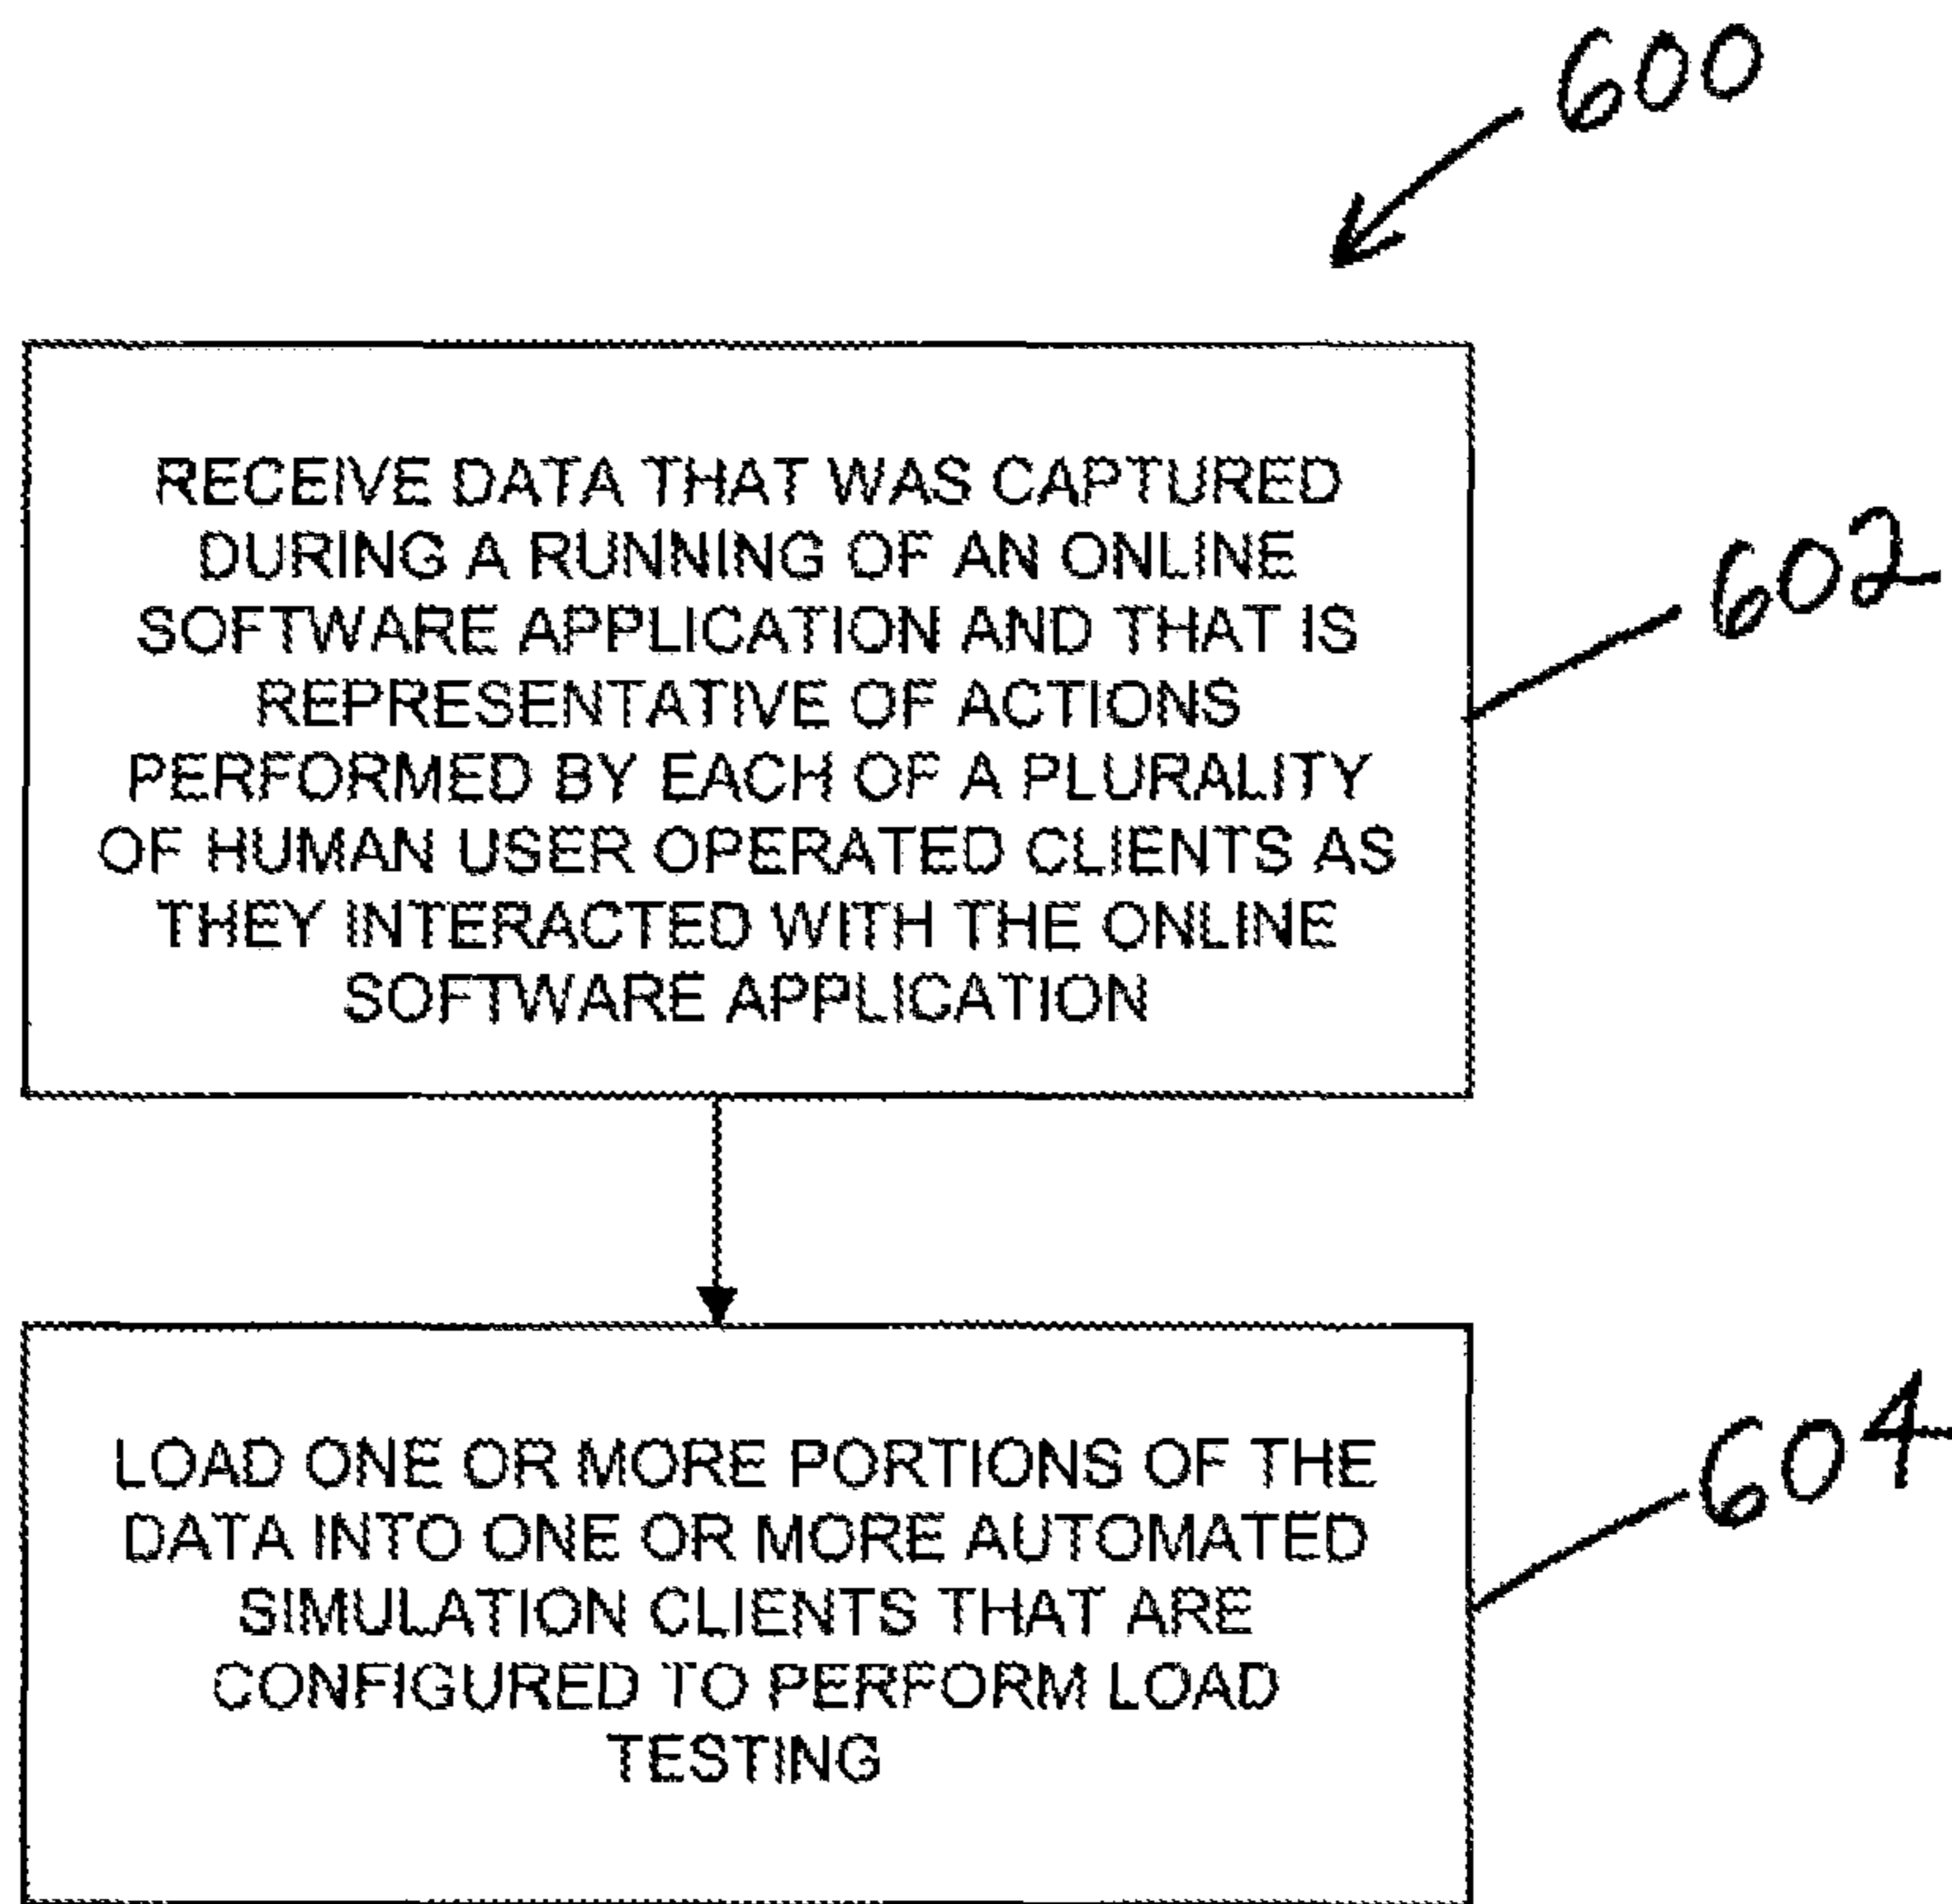 600
RECEIVE DATA THAT WAS CAPTURED
DURING A RUNNING OF AN ONLINE
SOFTWARE APPLICATION AND THAT IS
REPRESENTATIVE OF ACTIONS
PERFORMED BY EACH OF A PLURALITY
OF HUMAN USER OPERATED CLIENTS AS
THEY INTERACTED WITH THE ONLINE
SOFTWARE APPLICATION
602
LOAD ONE OR MORE PORTIONS OF THE
DATA INTO ONE OR MORE AUTOMATED
SIMULATION CLIENTS THAT ARE
CONFIGURED TO PERFORM LOAD
TESTING
604